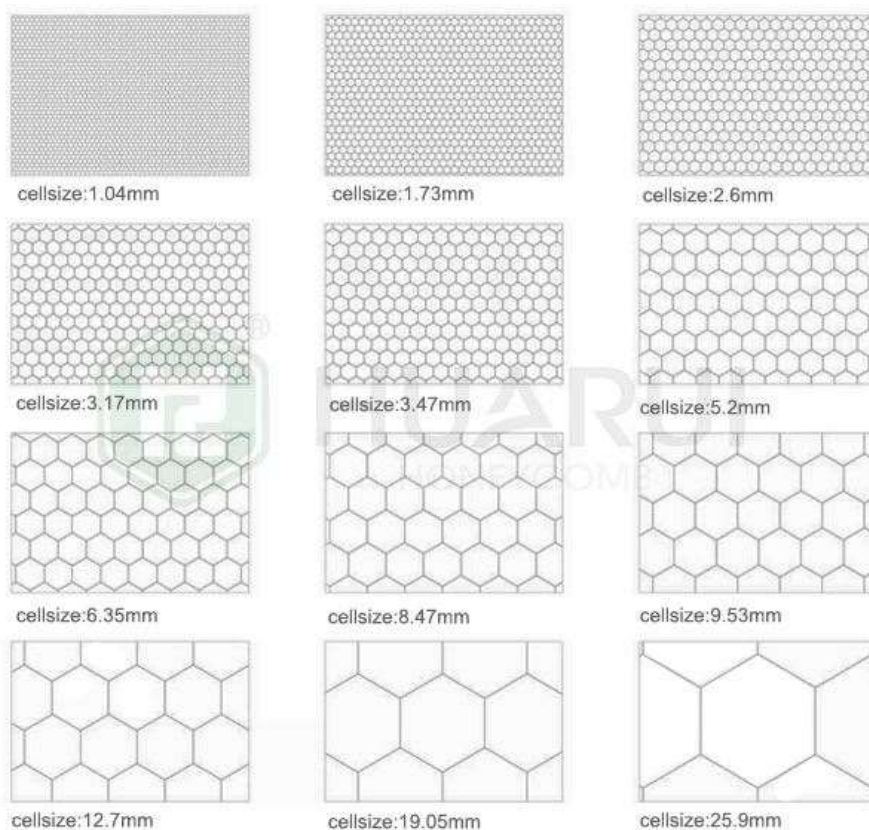 cellsize:1.04mm
cellsize:1.73mm
cellsize:2.6mm
cellsize:3.17mm
cellsize:3.47mm
cellsize:5.2mm
®
HUARUI
HONEYCOMB
cellsize:6.35mm
cellsize:8.47mm
cellsize:9.53mm
cellsize:12.7mm
cellsize:19.05mm
cellsize:25.9mm